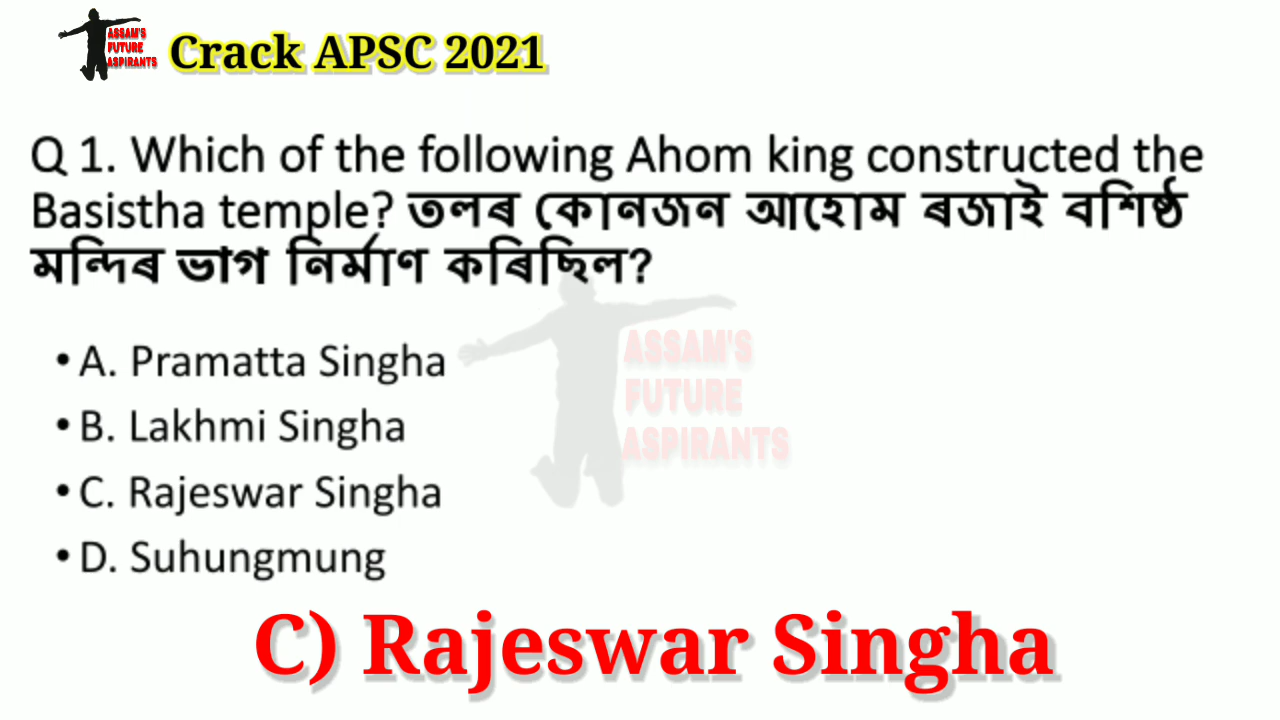 ASSAM'S
FUTURE
ASPIRANTS
Crack APSC 2021
Q 1. Which of the following Ahom king constructed the
Basistha temple? তলৰ কোনজন আহোম ৰজাই বশিষ্ঠ
মন্দিৰ ভাগ নিৰ্মাণ কৰিছিল?
• A. Pramatta Singha
• B. Lakhmi Singha
• C. Rajeswar Singha
• D. Suhungmung
ASSAM'S
FUTURE
ASPIRANTS
C) Rajeswar Singha